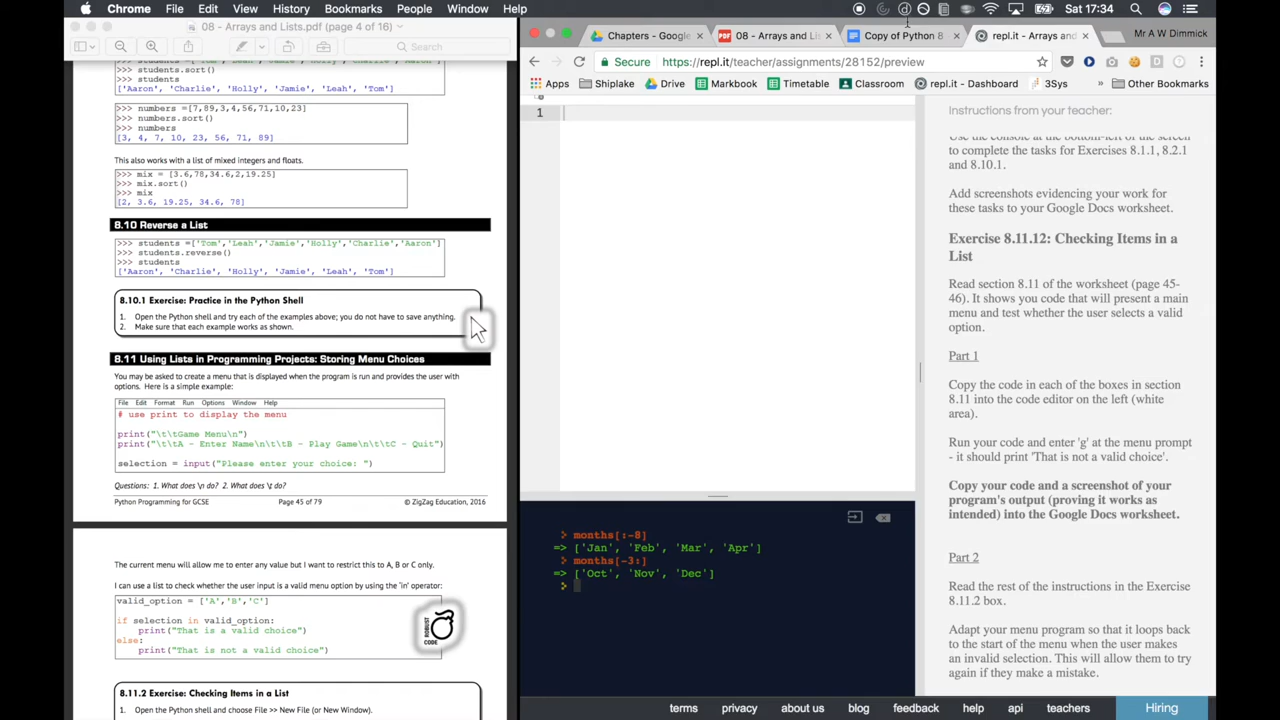 Chrome File Edit View History Bookmarks People Window Help Sat 17:34
08 - Arrays and Lists.pdf (page 4 of 16)
Search
>>> students.sort()
>>> students
['Aaron', 'Charlie', 'Holly', 'Jamie', 'Leah', 'Tom']
>>> numbers =[7,89,3,4,56,71,10,23]
>>> numbers.sort()
>>> numbers
[3, 4, 7, 10, 23, 56, 71, 89]
This also works with a list of mixed integers and floats.
>>> mix = [3.6,78,34.6,2,19.25]
>>> mix.sort()
>>> mix
[2, 3.6, 19.25, 34.6, 78]
8.10 Reverse a List
>>> students =['Tom','Leah','Jamie','Holly','Charlie','Aaron']
>>> students.reverse()
>>> students
['Aaron', 'Charlie', 'Holly', 'Jamie', 'Leah', 'Tom']
8.10.1 Exercise: Practice in the Python Shell
1. Open the Python shell and try each of the examples above; you do not have to save anything.
2. Make sure that each example works as shown.
8.11 Using Lists in Programming Projects: Storing Menu Choices
You may be asked to create a menu that is displayed when the program is run and provides the user with
options. Here is a simple example:
File Edit Format Run Options Window Help
# use print to display the menu
print("\t\tGame Menu\n")
print("\t\tA - Enter Name\n\t\tB - Play Game\n\t\tC - Quit")
selection = input("Please enter your choice: ")
Questions: 1. What does \n do? 2. What does \t do?
Python Programming for GCSE Page 45 of 79 © ZigZag Education, 2016
The current menu will allow me to enter any value but I want to restrict this to A, B or C only.
I can use a list to check whether the user input is a valid menu option by using the 'in' operator:
valid_option = ['A','B','C']
if selection in valid_option:
print("That is a valid choice")
else:
print("That is not a valid choice")
ROBUST
CODE
8.11.2 Exercise: Checking Items in a List
1. Open the Python shell and choose File >> New File (or New Window).
Chapters - Google 08 - Arrays and Li Copy of Python 8 repl.it - Arrays and Mr A W Dimmick
Secure https://repl.it/teacher/assignments/28152/preview
Apps Shiplake Drive Markbook Timetable Classroom repl.it - Dashboard 3Sys » Other Bookmarks
1
months[:-8]
=> ['Jan', 'Feb', 'Mar', 'Apr']
months[-3:]
=> ['Oct', 'Nov', 'Dec']
Instructions from your teacher:
Use the console at the bottom-left of the screen
to complete the tasks for Exercises 8.1.1, 8.2.1
and 8.10.1.
Add screenshots evidencing your work for
these tasks to your Google Docs worksheet.
Exercise 8.11.12: Checking Items in a
List
Read section 8.11 of the worksheet (page 45-
46). It shows you code that will present a main
menu and test whether the user selects a valid
option.
Part 1
Copy the code in each of the boxes in section
8.11 into the code editor on the left (white
area).
Run your code and enter 'g' at the menu prompt
- it should print 'That is not a valid choice'.
Copy your code and a screenshot of your
program's output (proving it works as
intended) into the Google Docs worksheet.
Part 2
Read the rest of the instructions in the Exercise
8.11.2 box.
Adapt your menu program so that it loops back
to the start of the menu when the user makes
an invalid selection. This will allow them to try
again if they make a mistake.
terms privacy about us blog feedback help api teachers Hiring